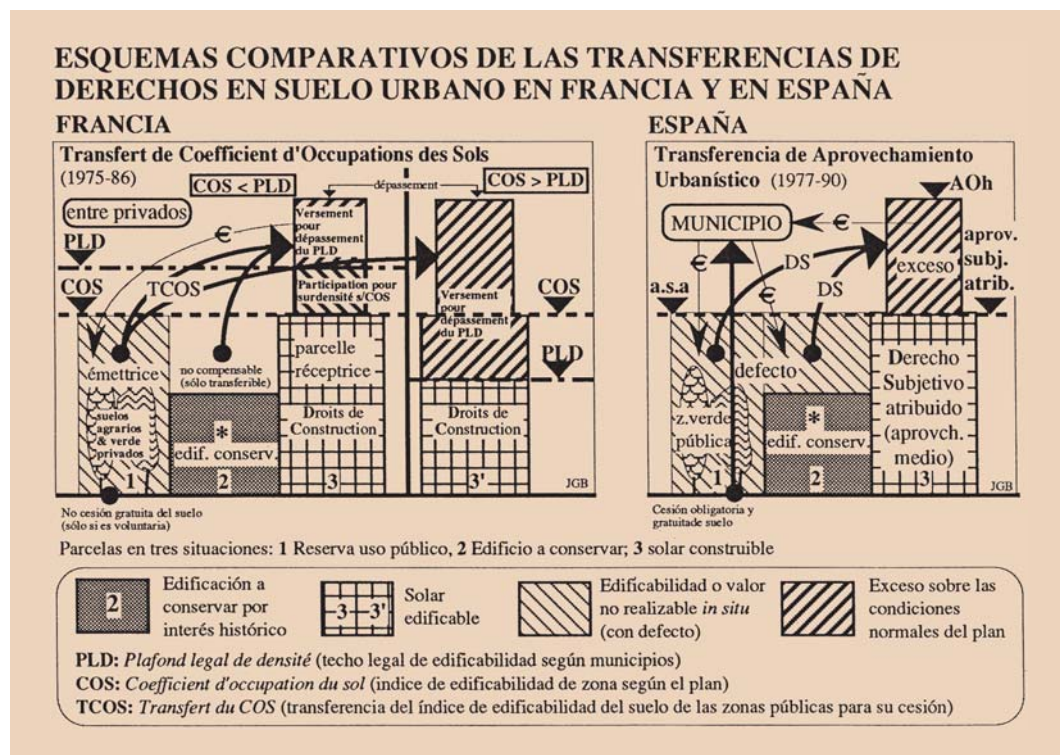 ESQUEMAS COMPARATIVOS DE LAS TRANSFERENCIAS DE
DERECHOS EN SUELO URBANO EN FRANCIA Y EN ESPAÑA
FRANCIA
Transfert de Coefficient d'Occupations des Sols
(1975-86)
COS < PLD
dépassement
COS > PLD
entre privados
PLD
COS
TCOS
€
Versement
pour
dépassement
du PLD
Participation pour
surdensité s/COS
Versement
pour
dépassement
du PLD
COS
PLD
émettrice
no compensable
(sólo transferible)
parcelle
réceptrice
suelos
agrarios
& verde
privados
*
edif. conserv.
Droits de
Construction
Droits de
Construction
1
2
3
3'
JGB
No cesión gratuita del suelo
(sólo si es voluntaria)
ESPAÑA
Transferencia de Aprovechamiento
Urbanístico (1977-90)
AOh
MUNICIPIO
€
aprov.
subj.
atrib.
€
DS
exceso
a.s.a
€
DS
defecto
Derecho
Subjetivo
atribuido
(aprovch.
medio)
z.verde
pública
*
edif. conserv.
1
2
3
JGB
Cesión obligatoria y
gratuitade suelo
Parcelas en tres situaciones: 1 Reserva uso público, 2 Edificio a conservar; 3 solar construible
2
Edificación a
conservar por
interés histórico
3 3'
Solar
edificable
Edificabilidad o valor
no realizable in situ
(con defecto)
Exceso sobre las
condiciones
normales del plan
PLD: Plafond legal de densité (techo legal de edificabilidad según municipios)
COS: Coefficient d'occupation du sol (indice de edificabilidad de zona según el plan)
TCOS: Transfert du COS (transferencia del índice de edificabilidad del suelo de las zonas públicas para su cesión)